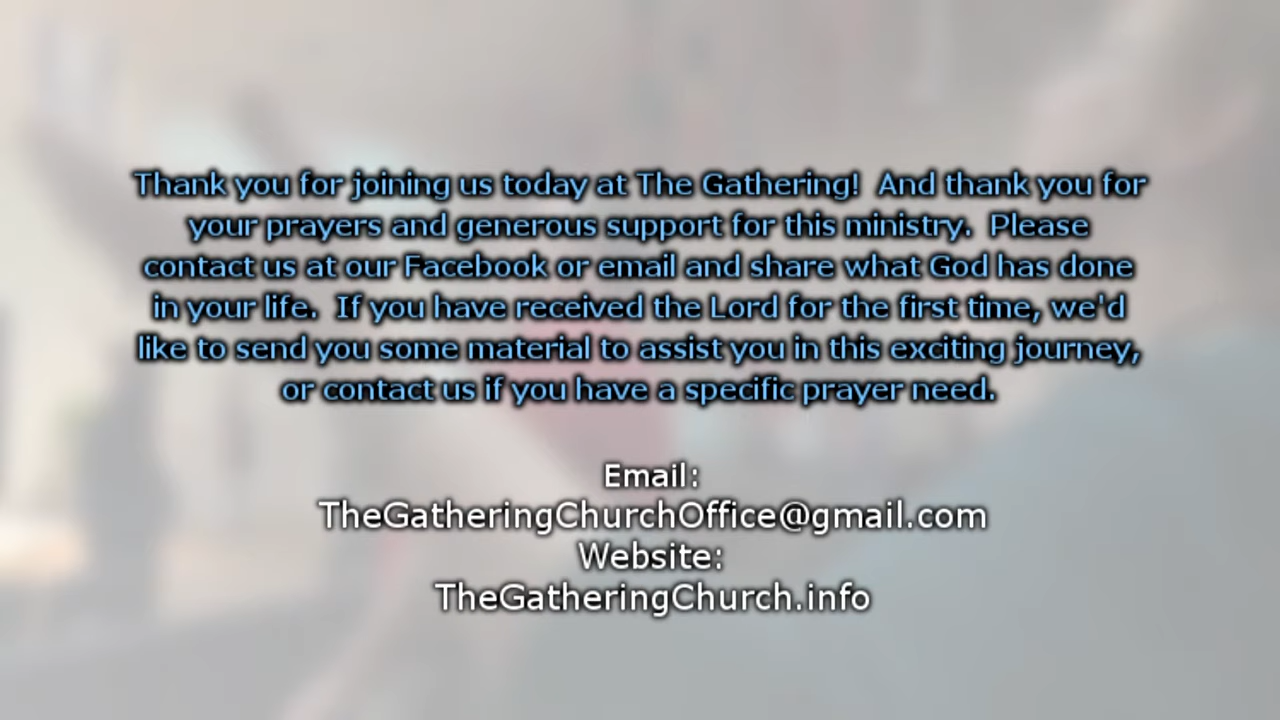 Thank you for joining us today at The Gathering!  And thank you for
your prayers and generous support for this ministry.  Please
contact us at our Facebook or email and share what God has done
in your life.  If you have received the Lord for the first time, we'd
like to send you some material to assist you in this exciting journey,
or contact us if you have a specific prayer need.
Email:
TheGatheringChurchOffice@gmail.com
Website:
TheGatheringChurch.info